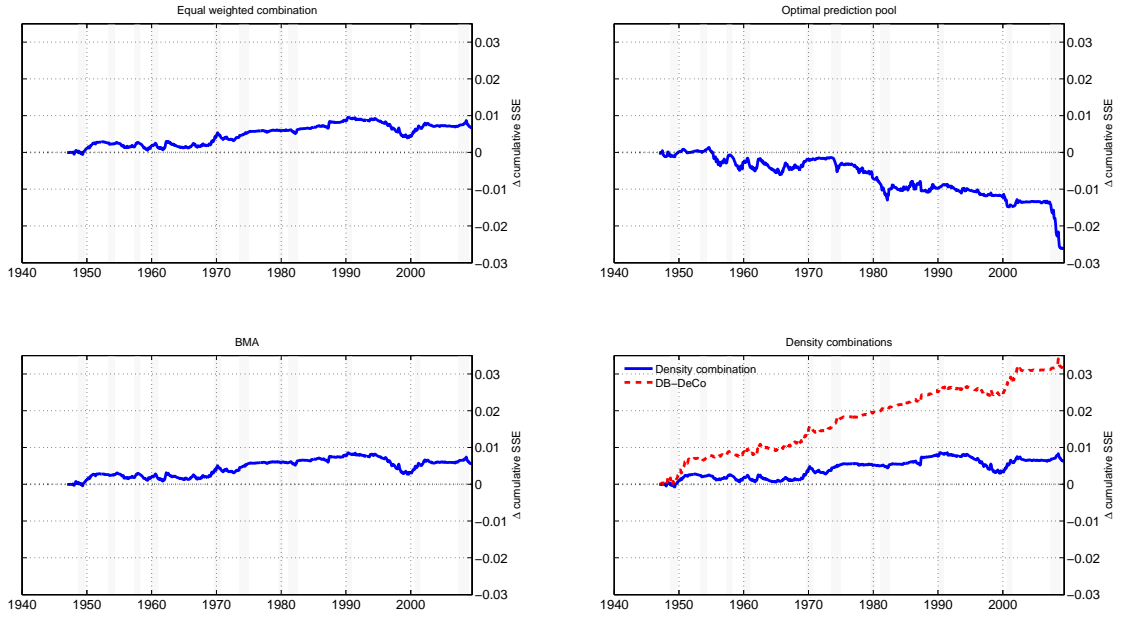 Equal weighted combination
0.03
0.02
0.01
0
−0.01
−0.02
−0.03
Δ cumulative SSE
1940 1950 1960 1970 1980 1990 2000
Optimal prediction pool
0.03
0.02
0.01
0
−0.01
−0.02
−0.03
Δ cumulative SSE
1940 1950 1960 1970 1980 1990 2000
BMA
0.03
0.02
0.01
0
−0.01
−0.02
−0.03
Δ cumulative SSE
1940 1950 1960 1970 1980 1990 2000
Density combinations
Density combination
DB−DeCo
0.03
0.02
0.01
0
−0.01
−0.02
−0.03
Δ cumulative SSE
1940 1950 1960 1970 1980 1990 2000